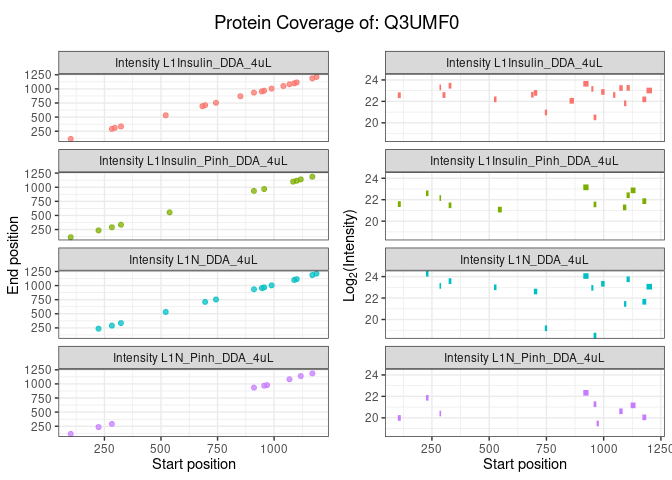 Protein Coverage of: Q3UMF0
Intensity L1Insulin_DDA_4uL
1250
1000
750
500
250
Intensity L1Insulin_Pinh_DDA_4uL
1250
1000
750
500
250
Intensity L1N_DDA_4uL
1250
1000
750
500
250
Intensity L1N_Pinh_DDA_4uL
1250
1000
750
500
250
250 500 750 1000
Start position
End position
Intensity L1Insulin_DDA_4uL
24
22
20
Intensity L1Insulin_Pinh_DDA_4uL
24
22
20
Intensity L1N_DDA_4uL
24
22
20
Intensity L1N_Pinh_DDA_4uL
24
22
20
250 500 750 1000 1250
Start position
Log2(Intensity)